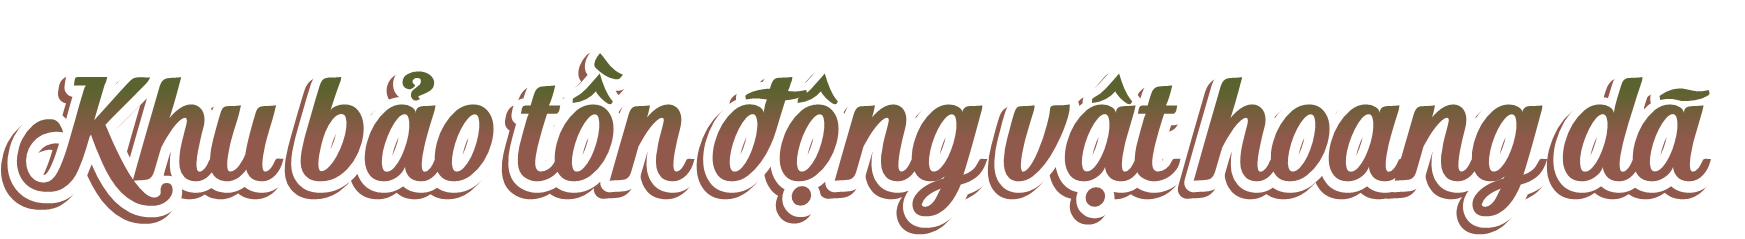 Khu bảo tồn động vật hoang dã